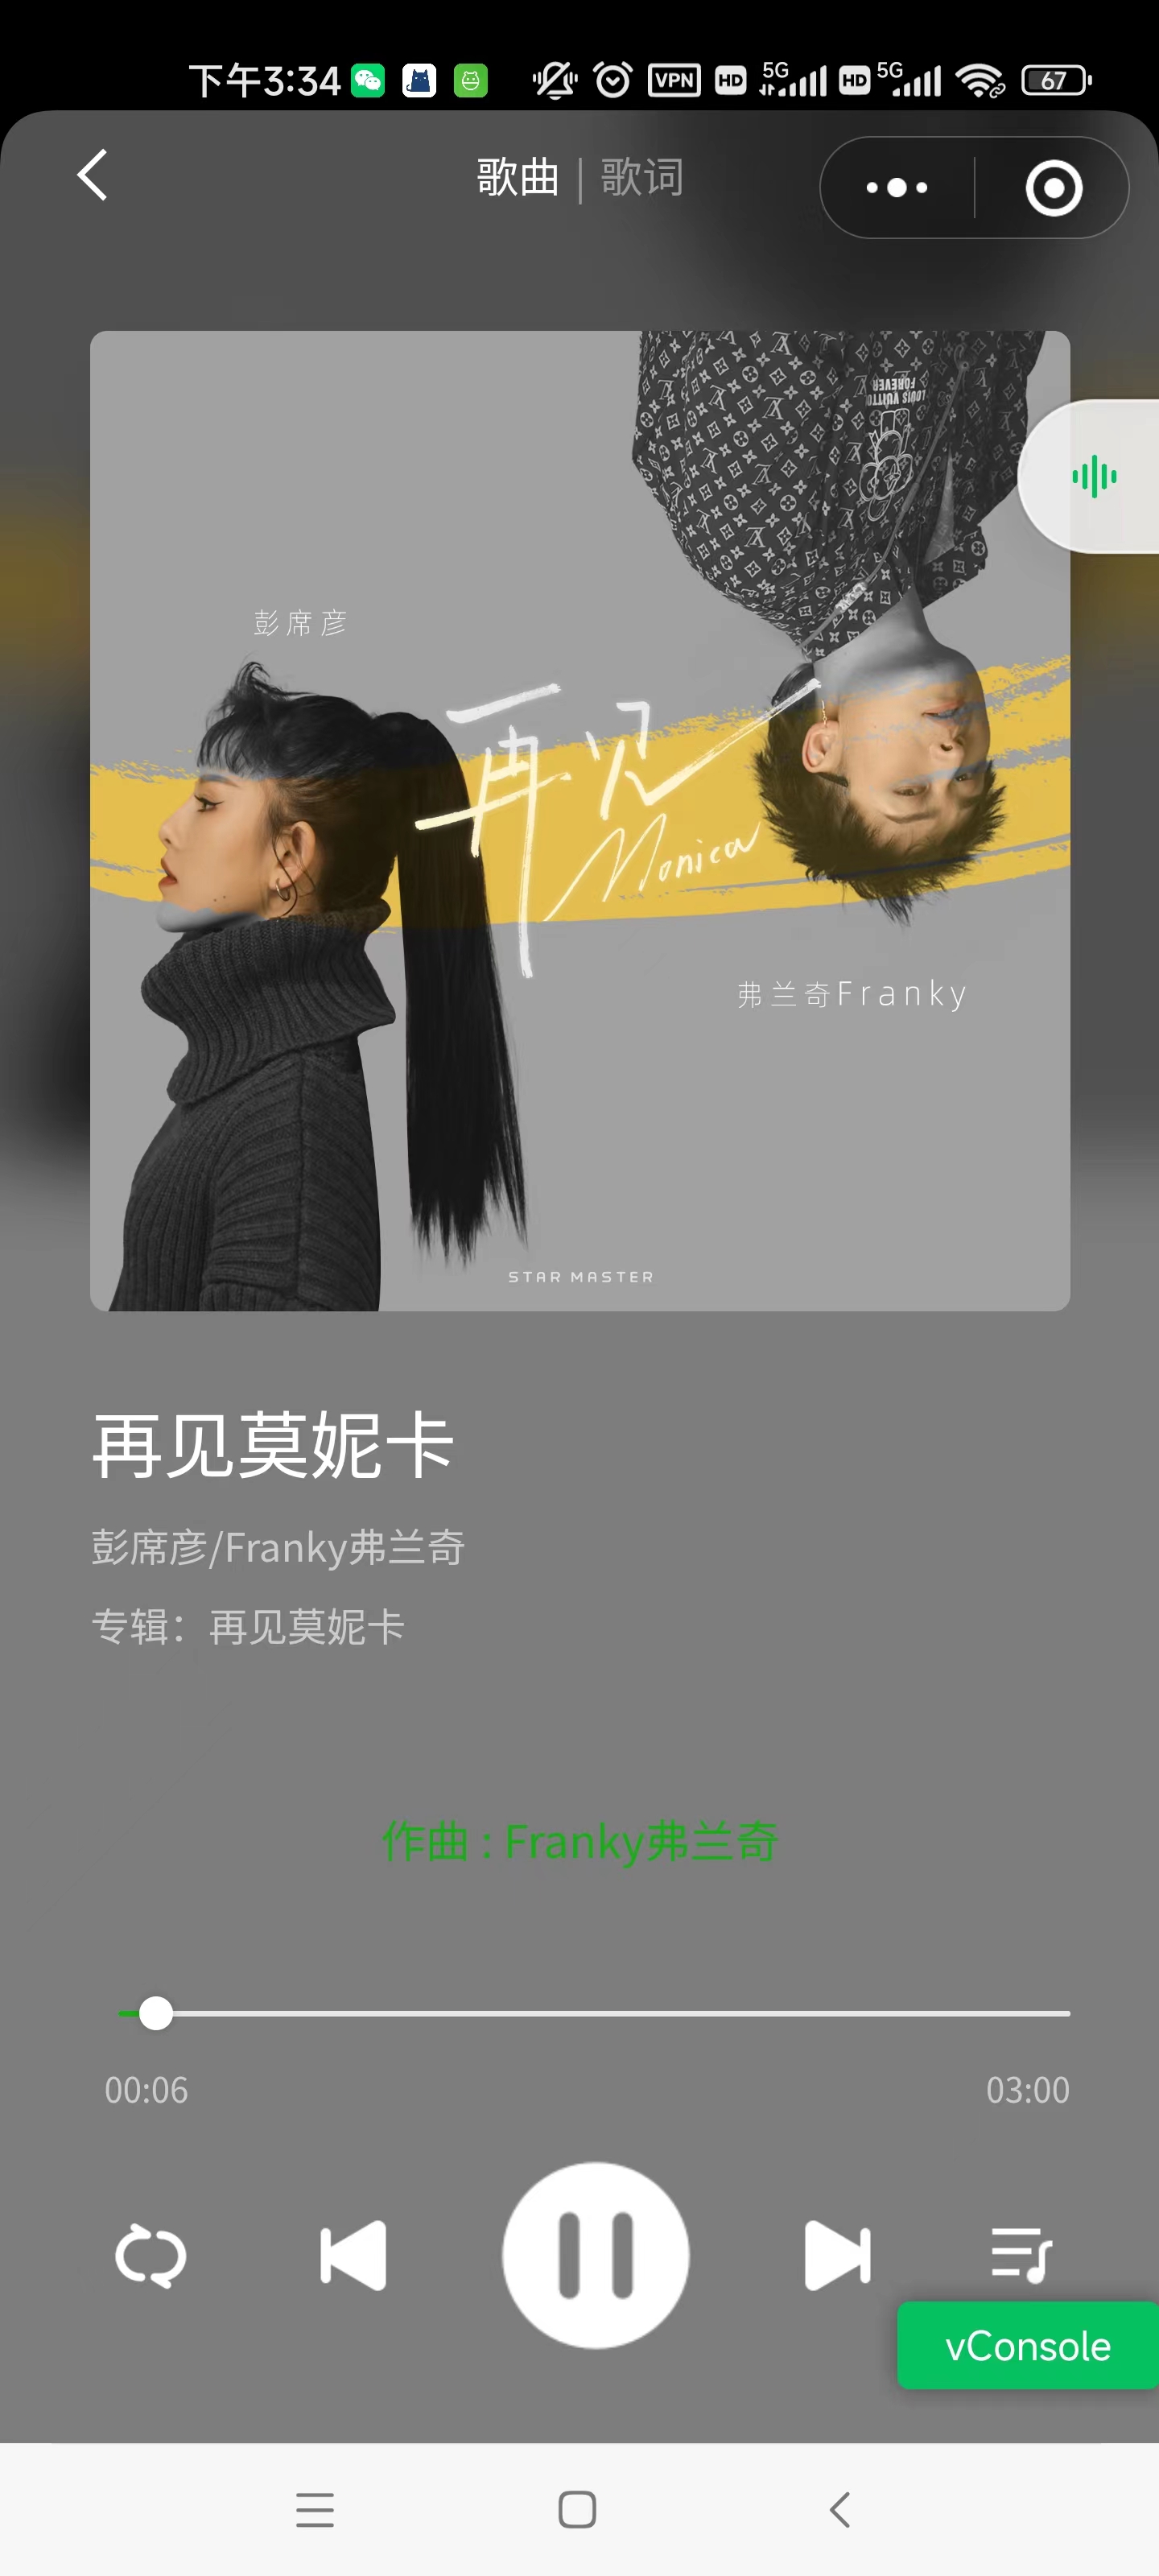 下午3:34 VPN HD 5G HD 5G 67
歌曲 | 歌词
LOUIS VUITTON
FOREVER
彭席彦
再见
Monica
弗兰奇Franky
STAR MASTER
再见莫妮卡
彭席彦/Franky弗兰奇
专辑：再见莫妮卡
作曲 : Franky弗兰奇
00:06 03:00
vConsole